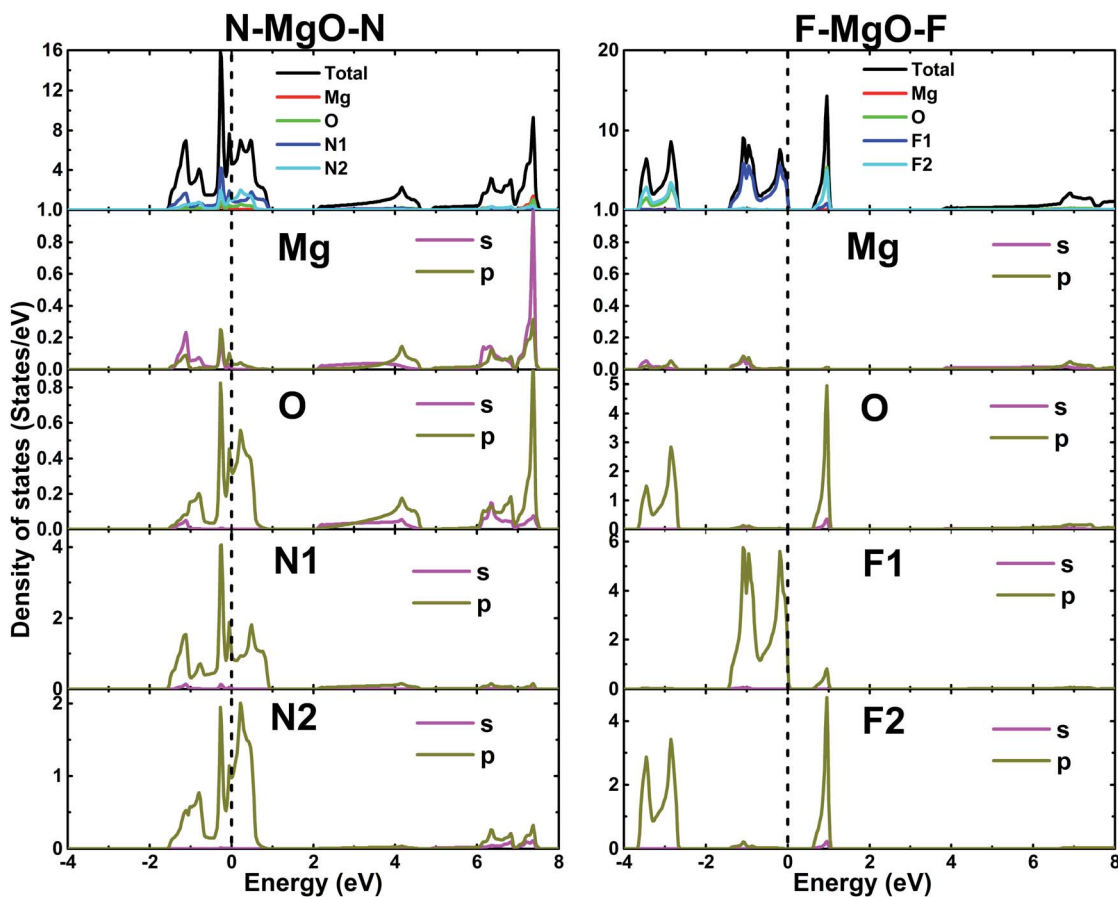 N-MgO-N
F-MgO-F
Density of states (States/eV)
16
12
8
4
1.0
Total
Mg
O
N1
N2
20
10
1.0
Total
Mg
O
F1
F2
Mg
s
p
0.8
0.6
0.4
0.2
0.0
Mg
s
p
0.8
0.6
0.4
0.2
0.0
O
s
p
0.8
0.6
0.4
0.2
0.0
O
s
p
5
4
3
2
1
0
N1
s
p
4
2
0
F1
s
p
6
4
2
0
N2
s
p
2
1
0
F2
s
p
4
2
0
-4 -2 0 2 4 6 8
-4 -2 0 2 4 6 8
Energy (eV)
Energy (eV)